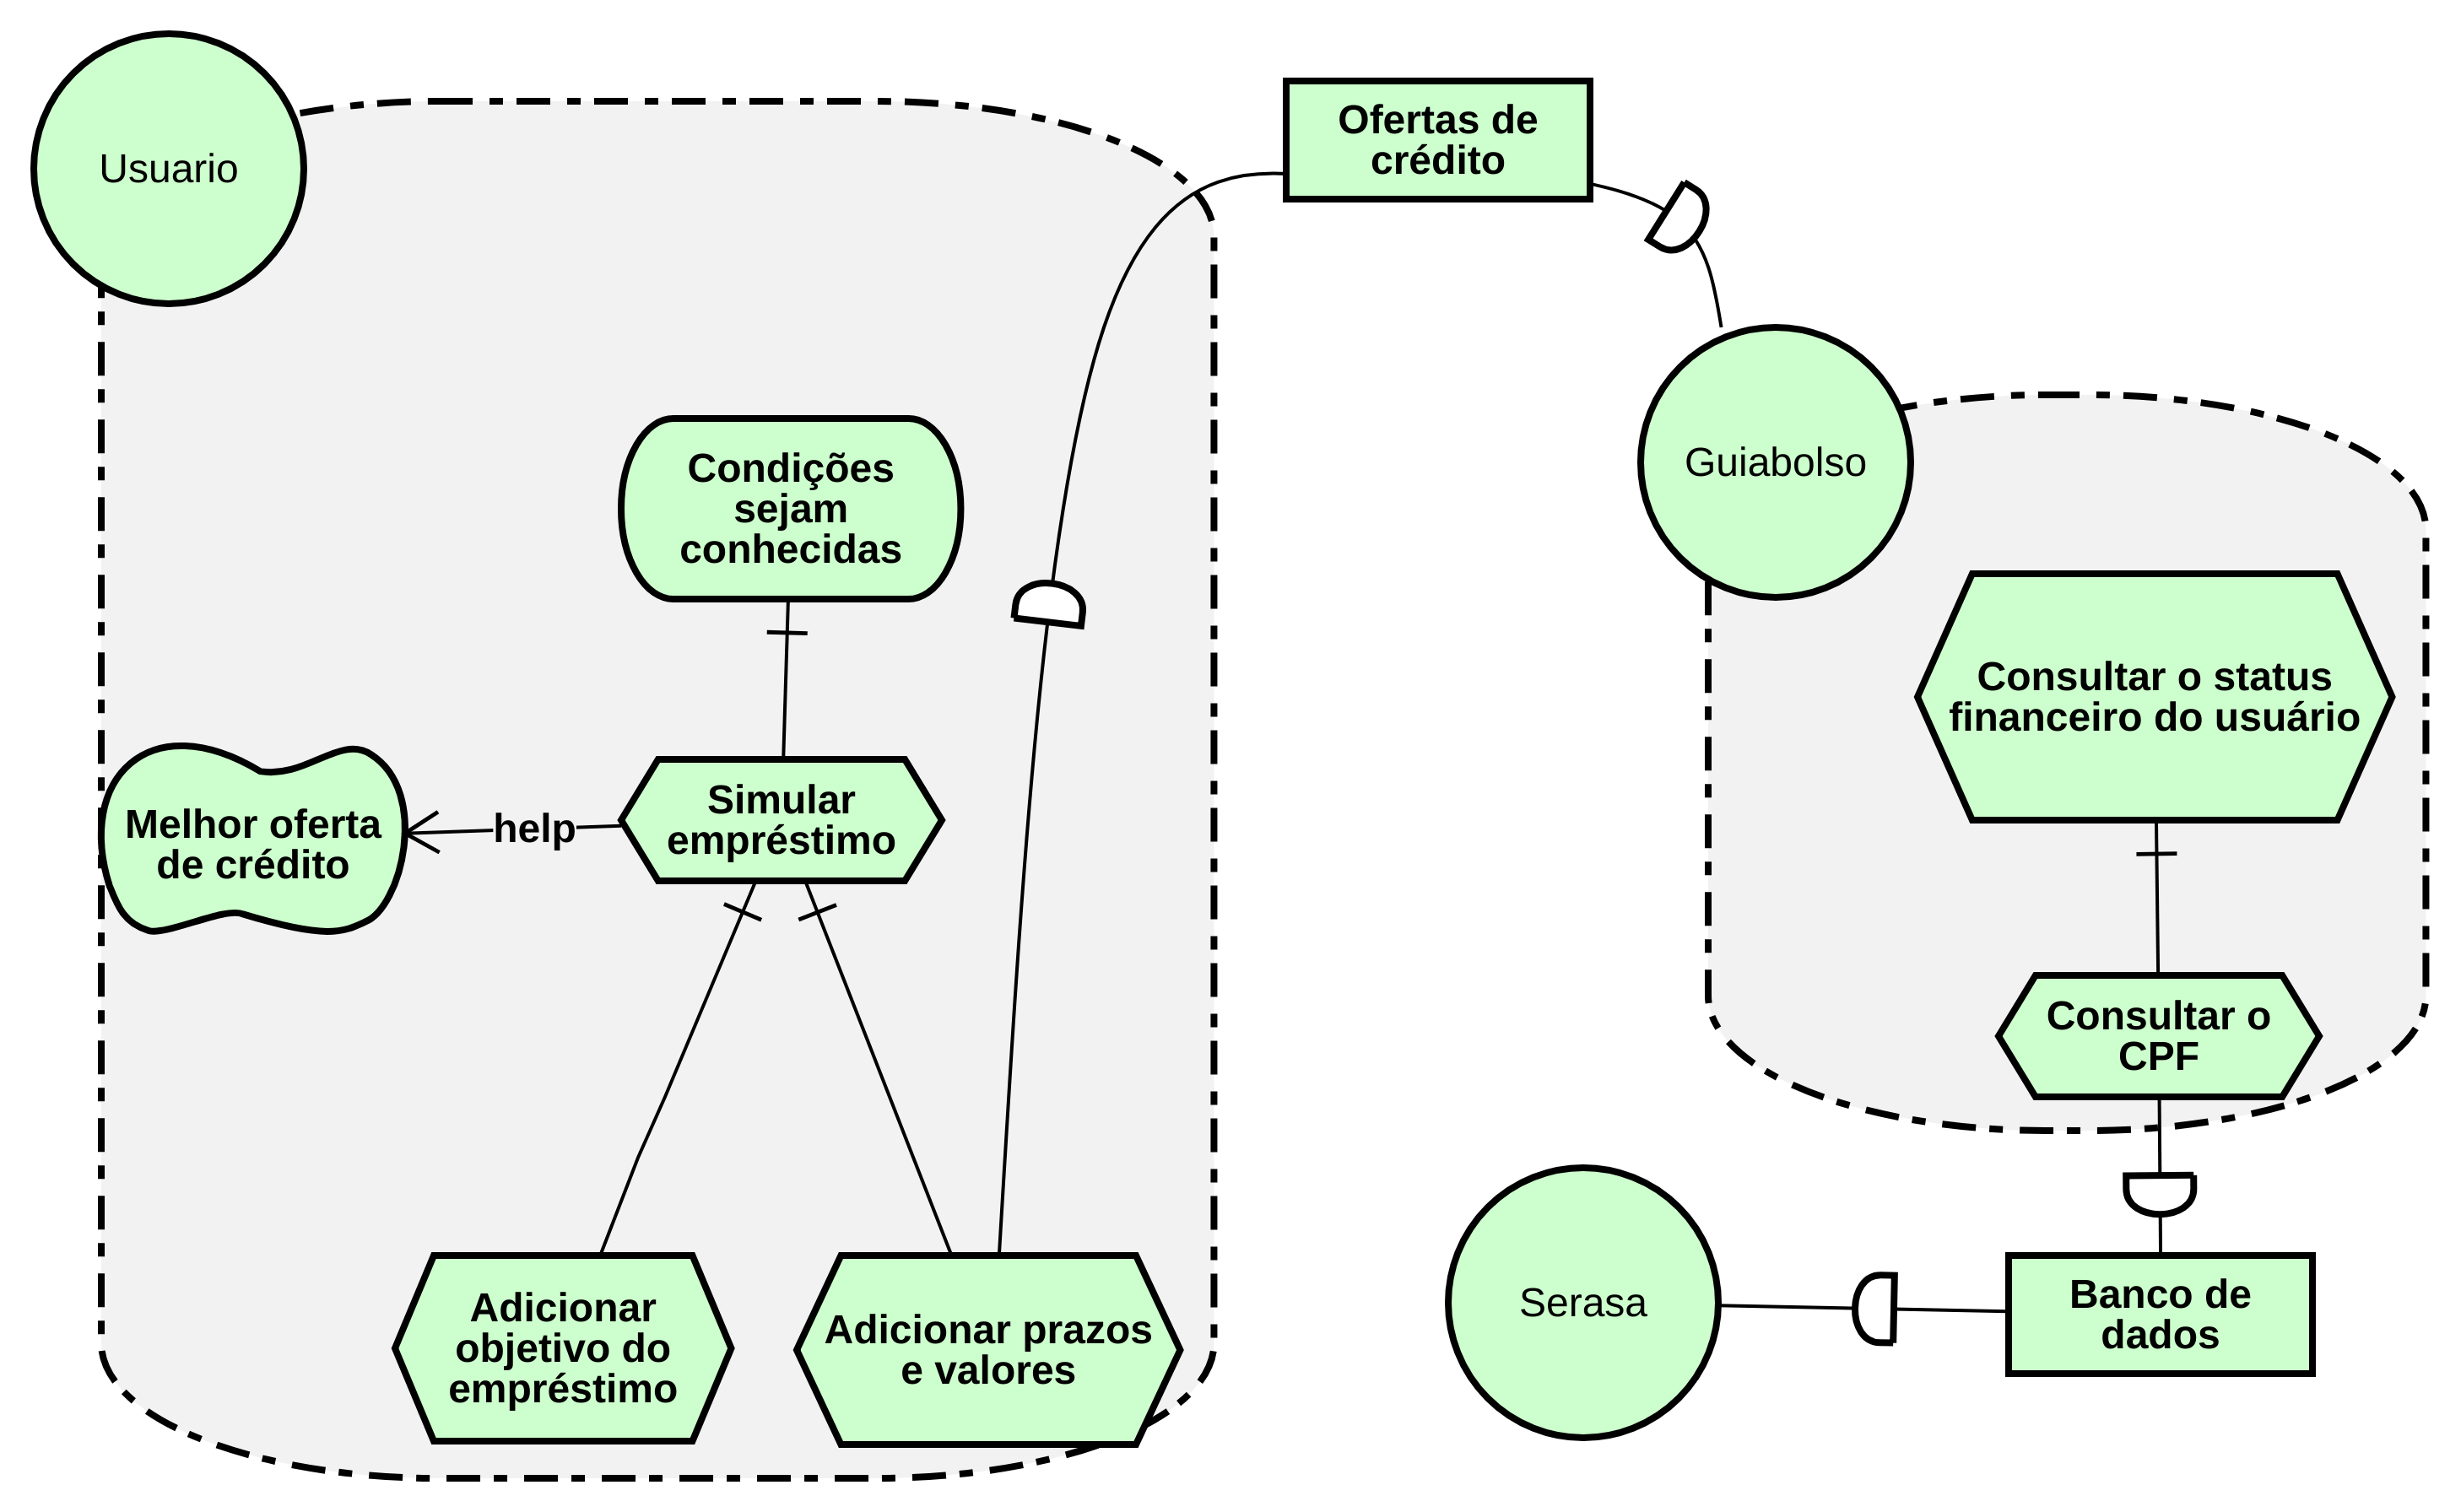 Usuario
Ofertas de
crédito
Guiabolso
Condições
sejam
conhecidas
Consultar o status
financeiro do usuário
Melhor oferta
de crédito
help
Simular
empréstimo
Consultar o
CPF
Adicionar
objetivo do
empréstimo
Adicionar prazos
e valores
Serasa
Banco de
dados